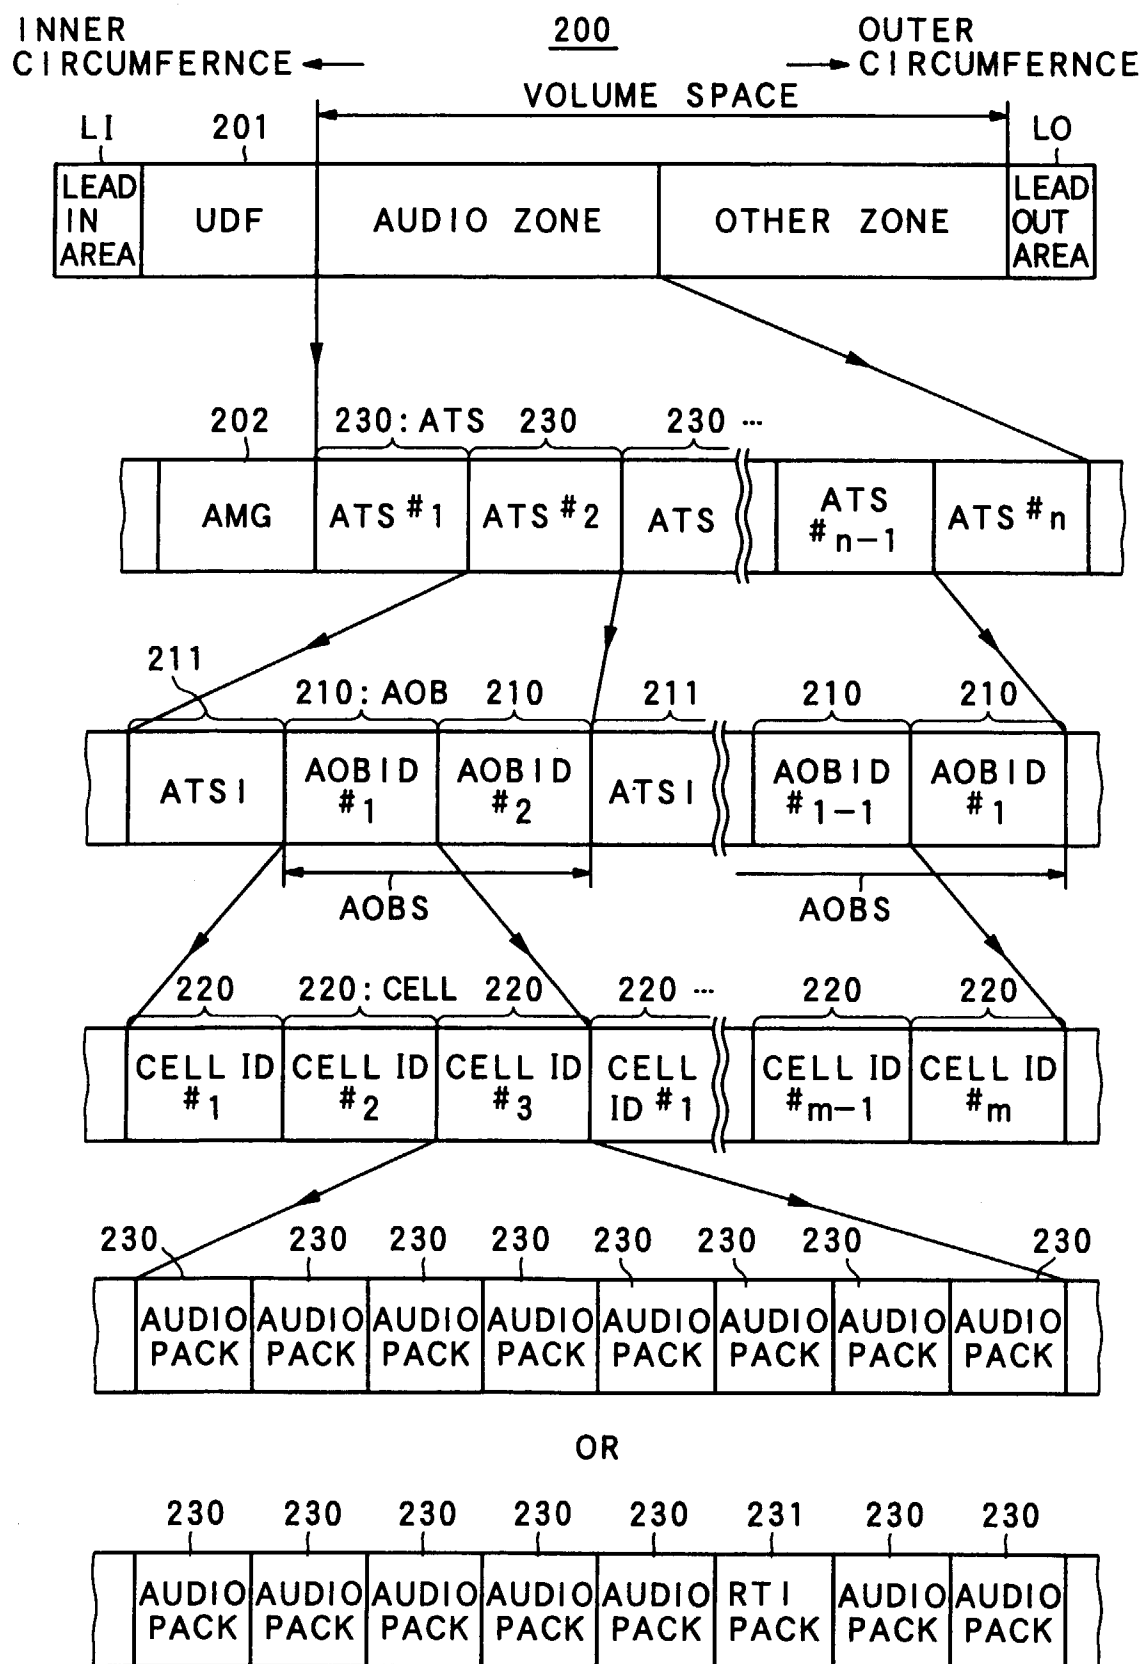 INNER CIRCUMFERNCE
200
OUTER CIRCUMFERNCE
VOLUME SPACE
LI 201 LO
LEAD IN AREA
UDF
AUDIO ZONE
OTHER ZONE
LEAD OUT AREA
202 230: ATS 230 230 ...
AMG
ATS #1
ATS #2
ATS
ATS #n-1
ATS #n
211 210: AOB 210 211 210 210
ATSI
AOBID #1
AOBID #2
ATSI
AOBID #1-1
AOBID #1
AOBS AOBS
220 220: CELL 220 220 ... 220 220
CELL ID #1
CELL ID #2
CELL ID #3
CELL ID #1
CELL ID #m-1
CELL ID #m
230 230 230 230 230 230 230 230
AUDIO PACK
AUDIO PACK
AUDIO PACK
AUDIO PACK
AUDIO PACK
AUDIO PACK
AUDIO PACK
AUDIO PACK
OR
230 230 230 230 230 231 230 230
AUDIO PACK
AUDIO PACK
AUDIO PACK
AUDIO PACK
AUDIO PACK
RTI PACK
AUDIO PACK
AUDIO PACK